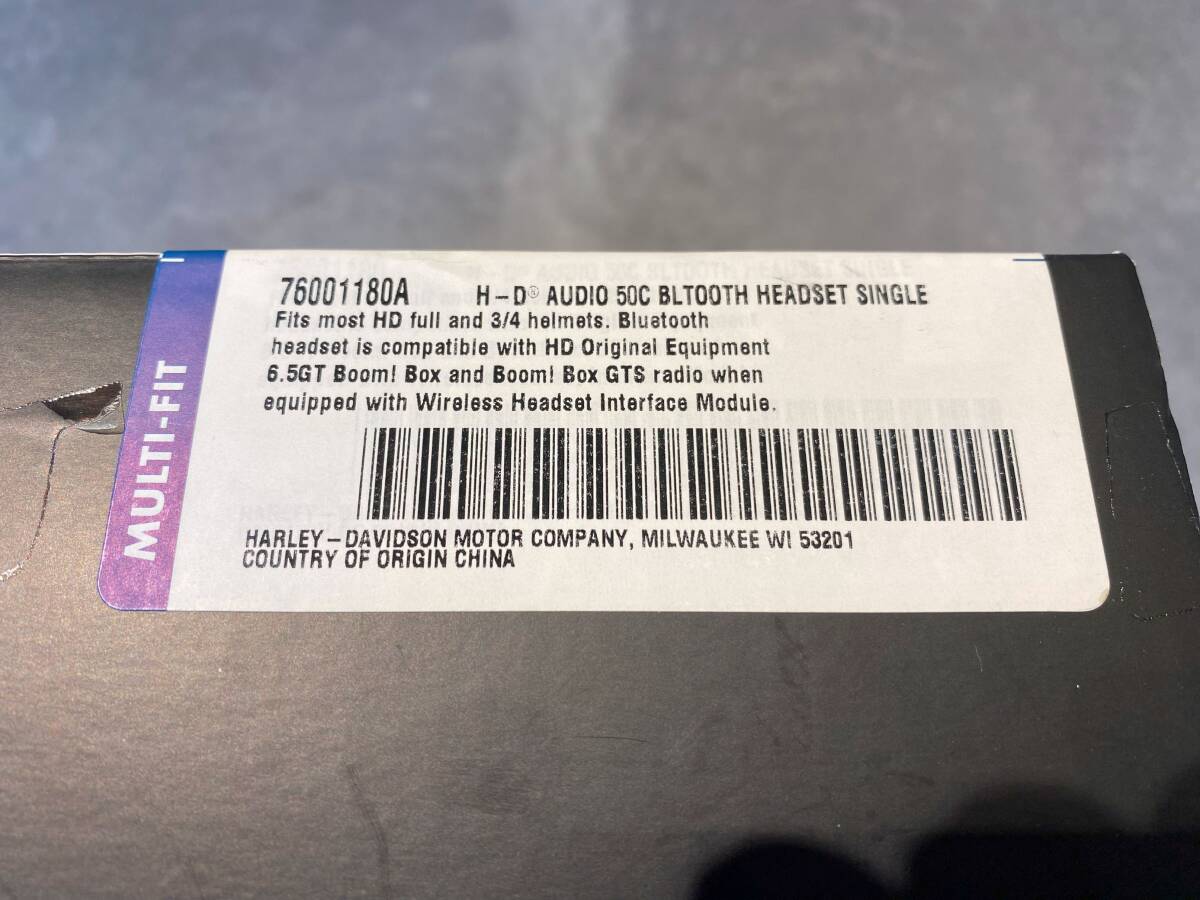 76001180A H-D® AUDIO 50C BLTOOTH HEADSET SINGLE
Fits most HD full and 3/4 helmets. Bluetooth
headset is compatible with HD Original Equipment
6.5GT Boom! Box and Boom! Box GTS radio when
equipped with Wireless Headset Interface Module.
HARLEY-DAVIDSON MOTOR COMPANY, MILWAUKEE WI 53201
COUNTRY OF ORIGIN CHINA
MULTI-FIT